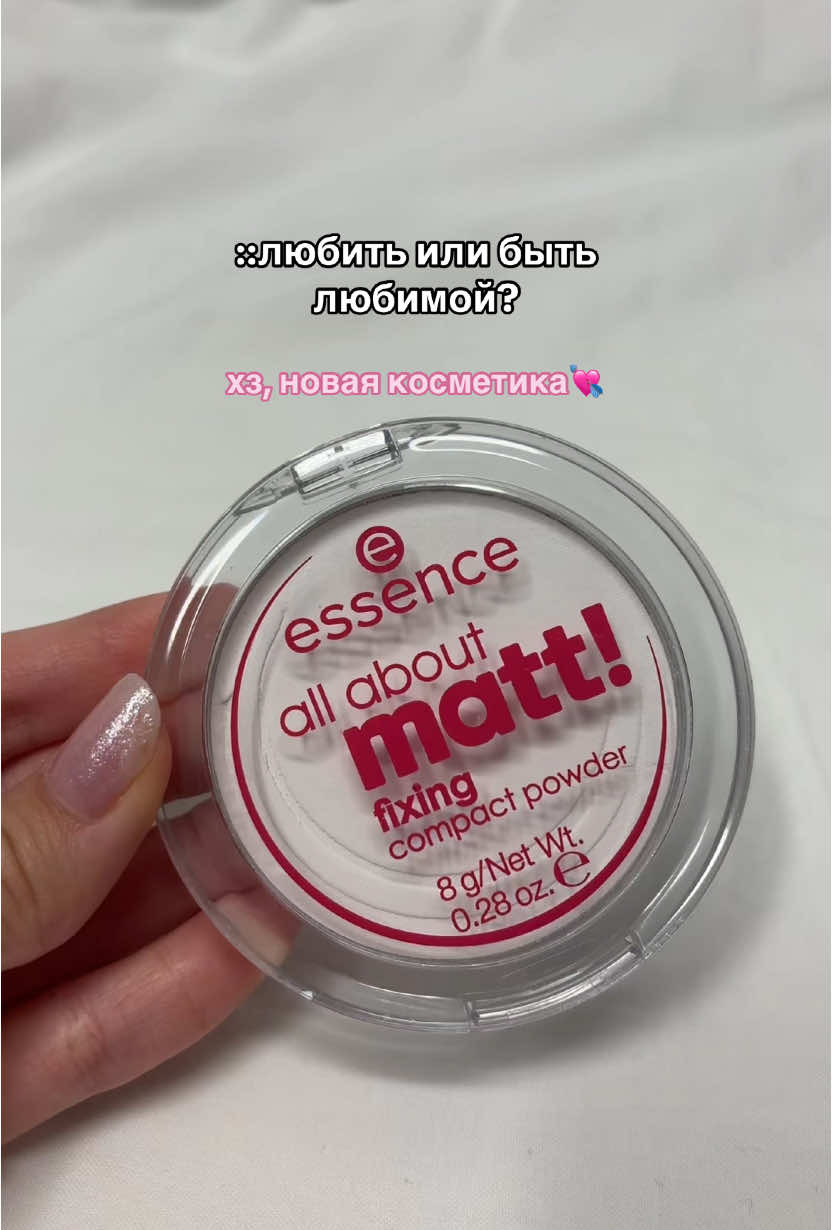 ::любить или быть
любимой?
хз, новая косметика💘
e
essence
all about
matt!
fixing
compact powder
8 g/Net Wt.
0.28 oz. ℮